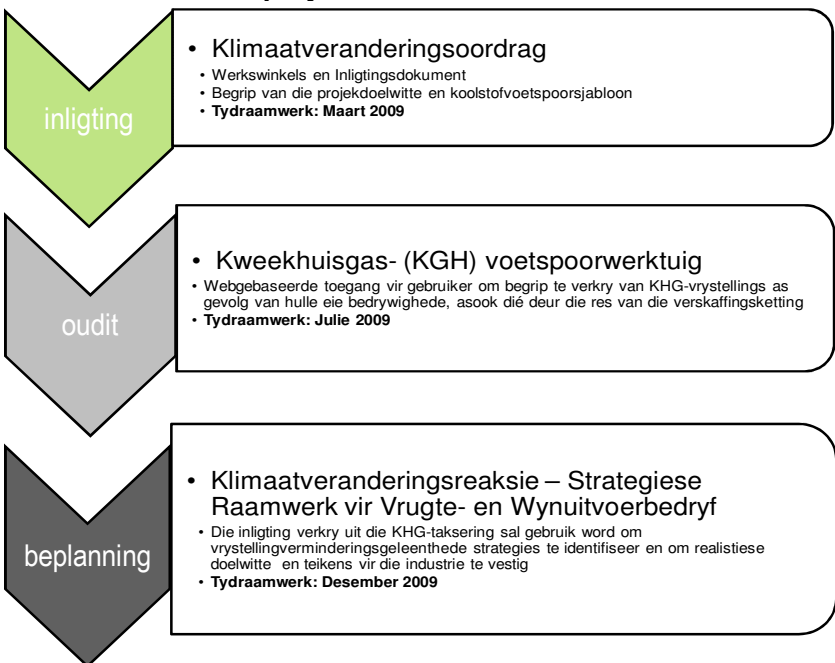 inligting
• Klimaatveranderingsoordrag
• Werkswinkels en Inligtingsdokument
• Begrip van die projekdoelwitte en koolstofvoetspoorsjabloon
• Tydraamwerk: Maart 2009
oudit
• Kweekhuisgas- (KGH) voetspoorwerktuig
• Webgebaseerde toegang vir gebruiker om begrip te verkry van KHG-vrystellings as
gevolg van hulle eie bedrywighede, asook dié deur die res van die verskaffingsketting
• Tydraamwerk: Julie 2009
beplanning
• Klimaatveranderingsreaksie – Strategiese
Raamwerk vir Vrugte- en Wynuitvoerbedryf
• Die inligting verkry uit die KHG-taksering sal gebruik word om
vrystellingverminderingsgeleenthede strategies te identifiseer en om realistiese
doelwitte en teikens vir die industrie te vestig
• Tydraamwerk: Desember 2009